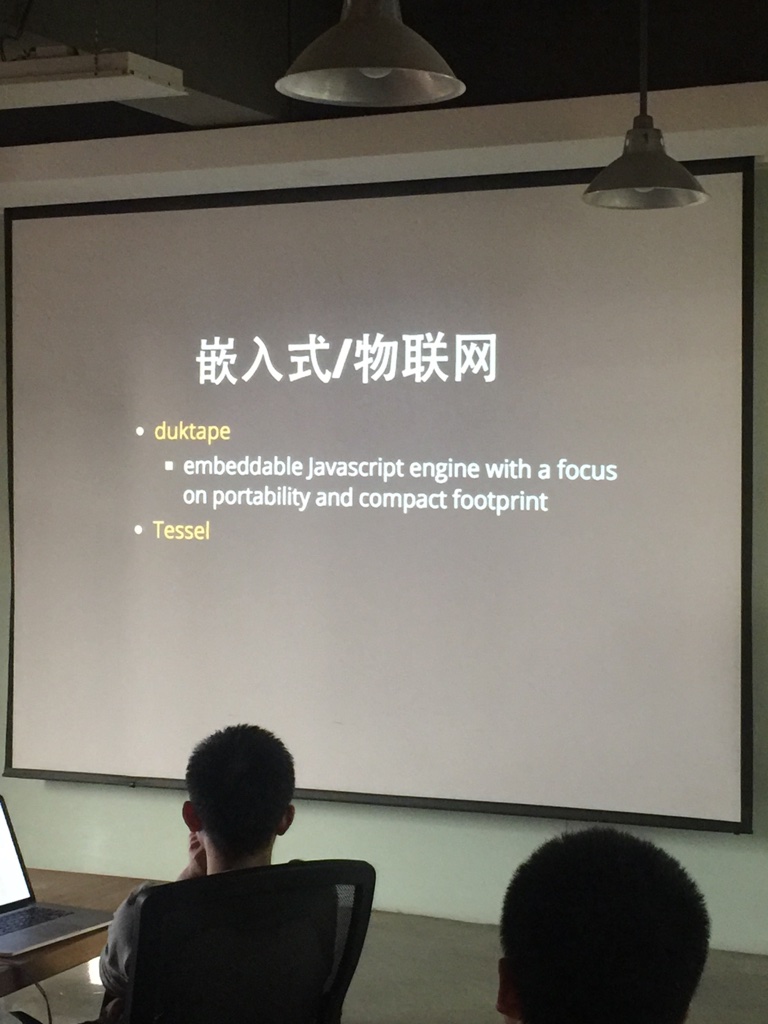 嵌入式/物联网
duktape
embeddable Javascript engine with a focus
on portability and compact footprint
Tessel